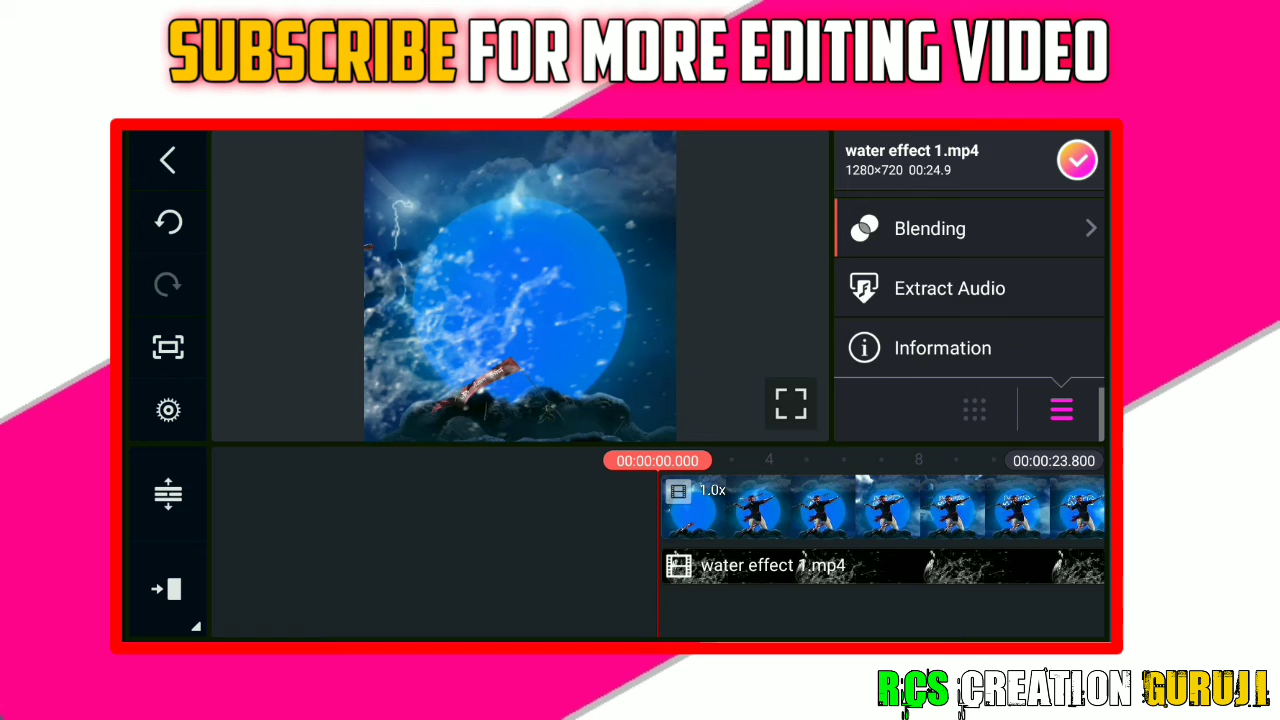 SUBSCRIBE FOR MORE EDITING VIDEO
water effect 1.mp4
1280×720 00:24.9
Blending
Extract Audio
Information
00:00:00.000
4
8
00:00:23.800
1.0x
water effect 1.mp4
RCS CREATION GURUJI